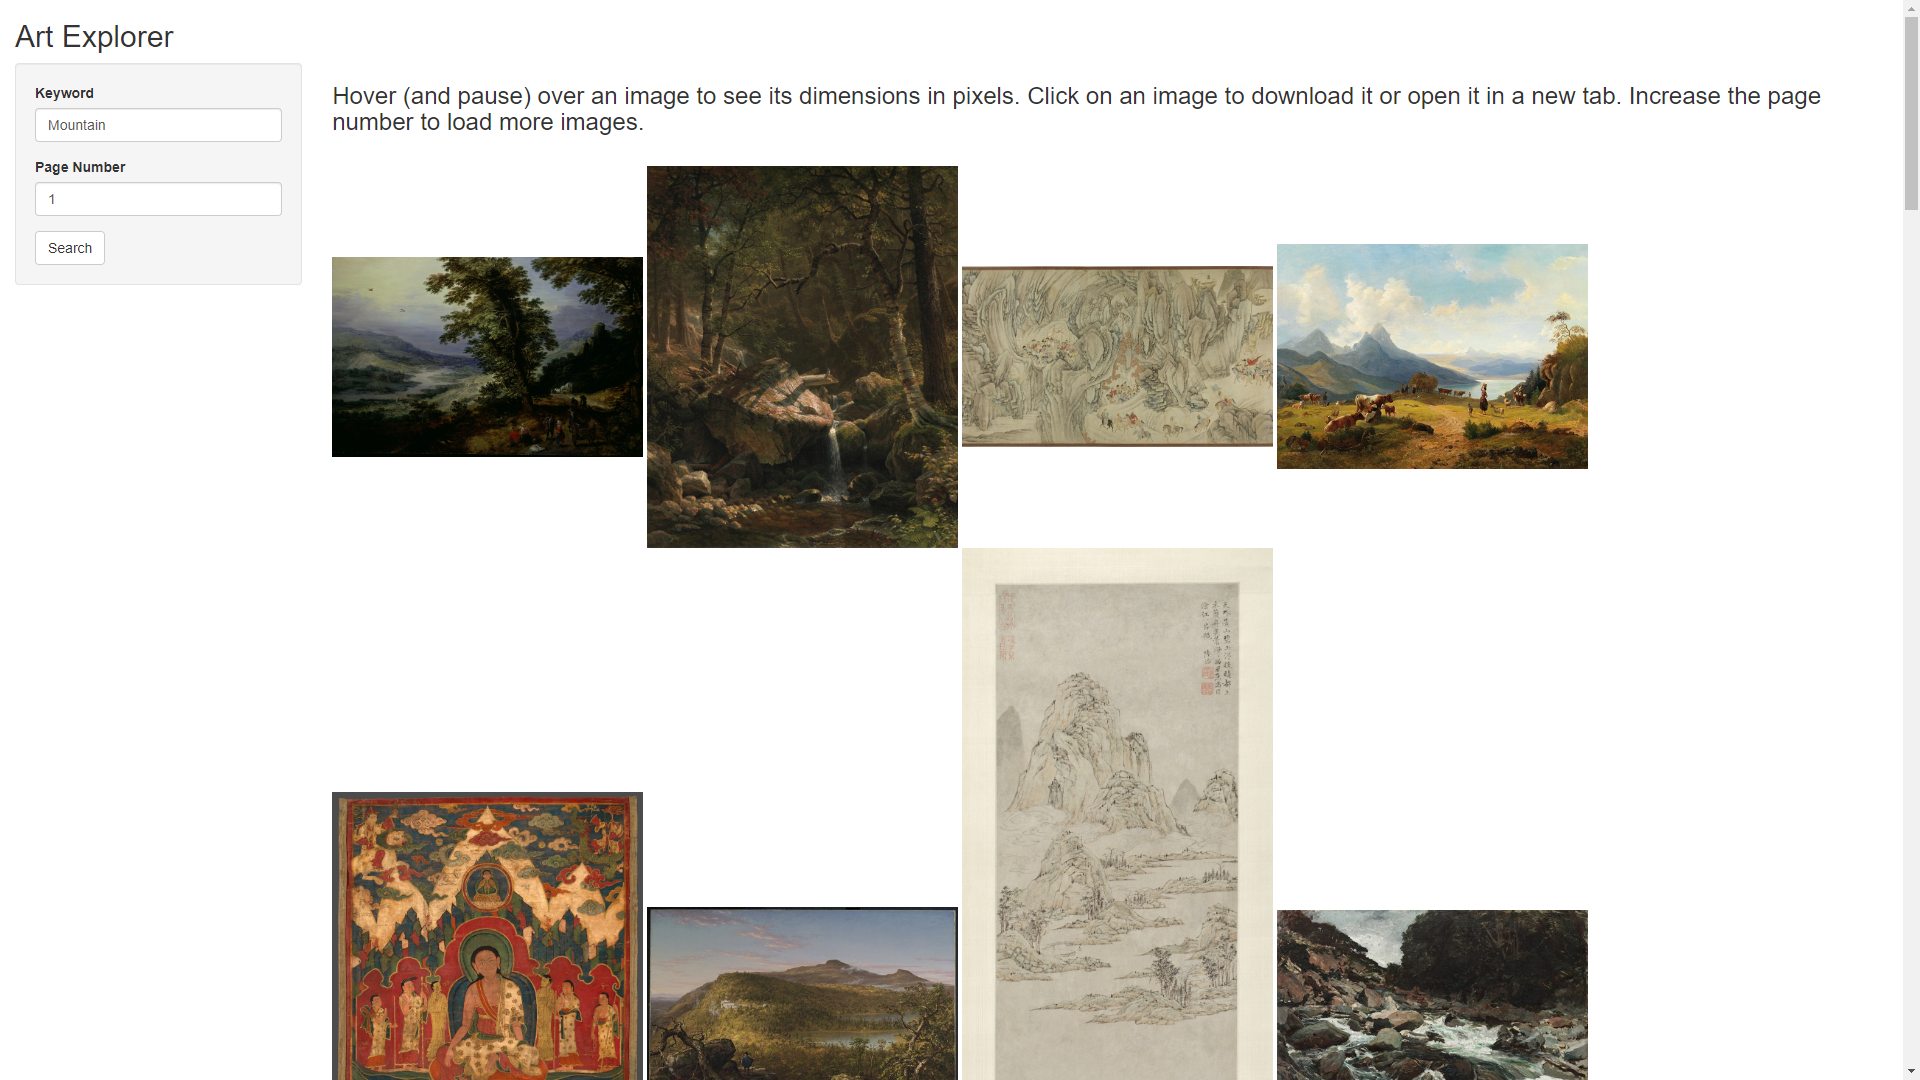 Art Explorer
Keyword
Mountain
Page Number
1
Search
Hover (and pause) over an image to see its dimensions in pixels. Click on an image to download it or open it in a new tab. Increase the page
number to load more images.